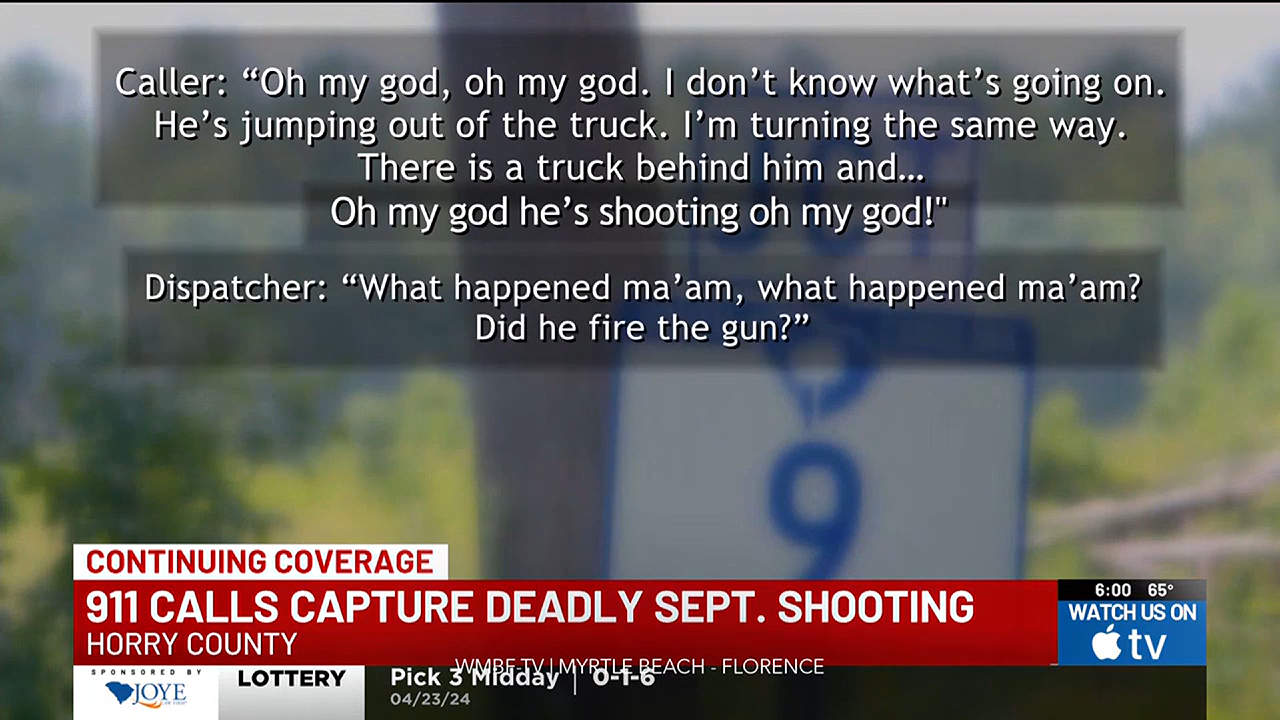 Caller: “Oh my god, oh my god. I don’t know what’s going on.
He’s jumping out of the truck. I’m turning the same way.
There is a truck behind him and…
Oh my god he’s shooting oh my god!"
Dispatcher: “What happened ma’am, what happened ma’am?
Did he fire the gun?”
9
CONTINUING COVERAGE
911 CALLS CAPTURE DEADLY SEPT. SHOOTING
HORRY COUNTY
6:00 65°
WATCH US ON
tv
WMBF-TV | MYRTLE BEACH - FLORENCE
SPONSORED BY
JOYE
LOTTERY
Pick 3 Midday | 0-1-6
04/23/24